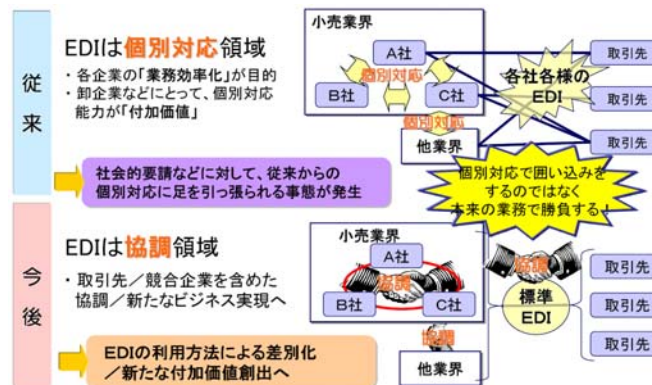 従来
EDIは個別対応領域
・各企業の「業務効率化」が目的
・卸企業などにとって、個別対応
能力が「付加価値」
小売業界
A社
個別対応
B社
C社
個別対応
他業界
各社各様の
EDI
取引先
取引先
取引先
社会的要請などに対して、従来からの
個別対応に足を引っ張られる事態が発生
個別対応で囲い込みを
するのではなく
本来の業務で勝負する!
今後
EDIは協調領域
・取引先／競合企業を含めた
協調／新たなビジネス実現へ
小売業界
A社
協調
B社
C社
協調
他業界
協調
標準
EDI
取引先
取引先
取引先
EDIの利用方法による差別化
／新たな付加価値創出へ